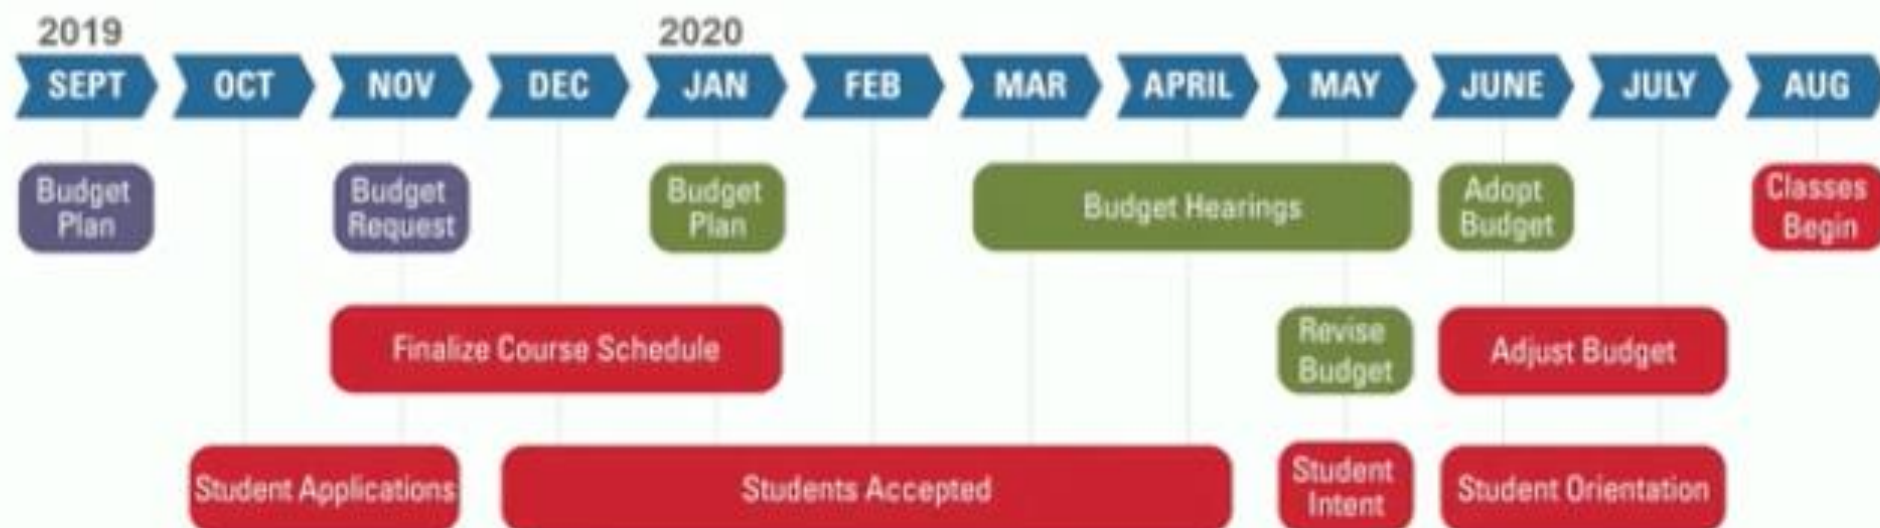 2019
2020
SEPT
OCT
NOV
DEC
JAN
FEB
MAR
APRIL
MAY
JUNE
JULY
AUG
Budget
Plan
Budget
Request
Budget
Plan
Budget Hearings
Adopt
Budget
Classes
Begin
Finalize Course Schedule
Revise
Budget
Adjust Budget
Student Applications
Students Accepted
Student
Intent
Student Orientation